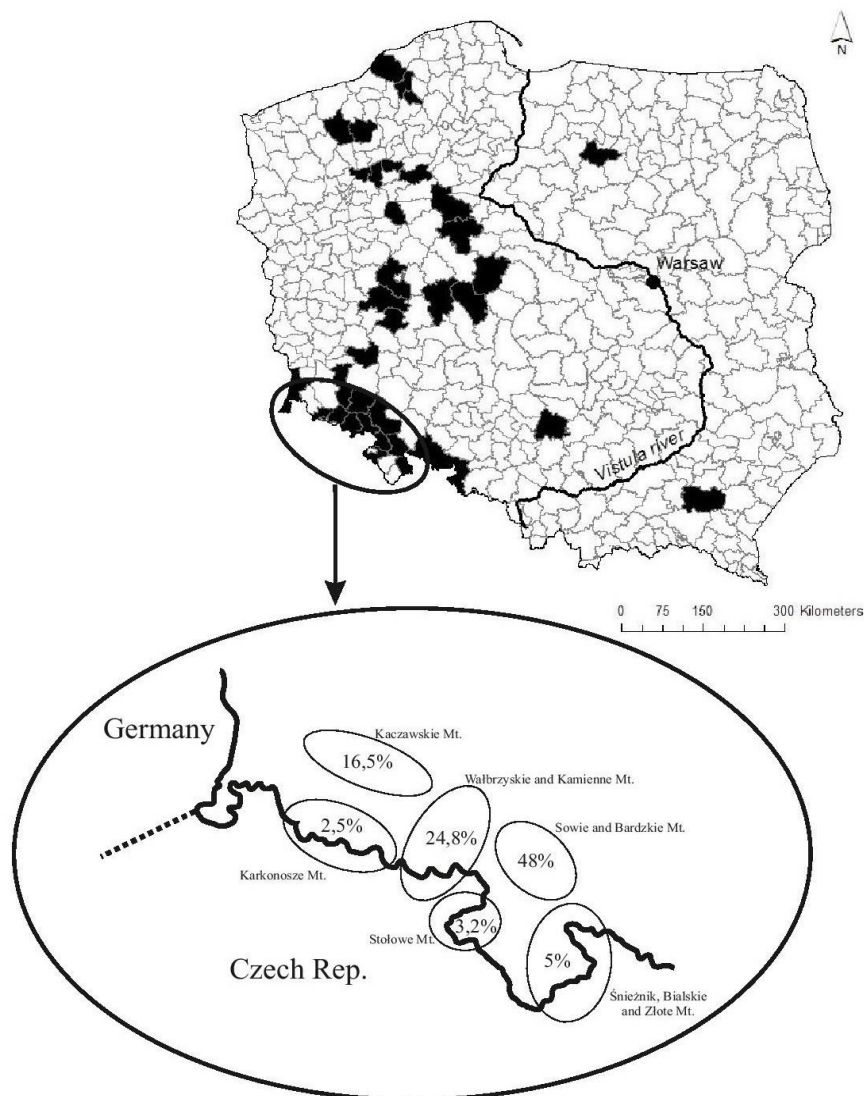 N
Warsaw
Vistula river
0 75 150 300 Kilometers
Germany
Kaczawskie Mt.
16,5%
Wałbrzyskie and Kamienne Mt.
2,5%
24,8%
Sowie and Bardzkie Mt.
48%
Karkonosze Mt.
Stołowe Mt.
3,2%
Czech Rep.
5%
Śnieżnik, Bialskie
and Złote Mt.